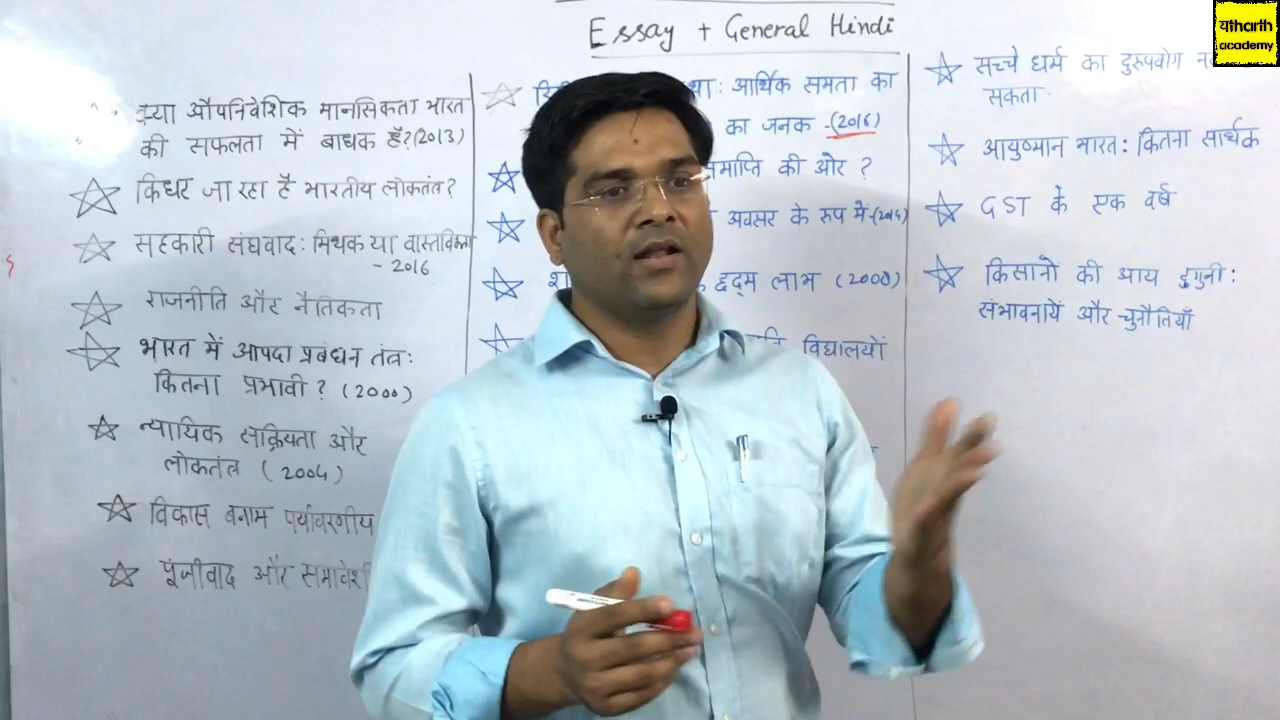 Essay + General Hindi
क्या औपनिवेशिक मानसिकता भारत
की सफलता में बाधक है?(2013)
किधर जा रहा है भारतीय लोकतंत्र?
सहकारी संघवाद: मिथक या वास्तविकता
- 2016
राजनीति और नैतिकता
भारत में आपदा प्रबंधन तंत्र:
कितना प्रभावी? (2000)
न्यायिक सक्रियता और
लोकतंत्र (2004)
विकास बनाम पर्यावरणीय
पूंजीवाद और
आर्थिक समता का
का जनक -(2016)
की ओर ?
अवसर के रुप में
छद्म लाभ (2000)
विद्यालयों
सच्चे धर्म का दुरुपयोग
सकता.
आयुष्मान भारत: कितना सार्थक
GST के एक वर्ष
किसानों की आय दुगुनी:
संभावनायें और चुनौतियाँ
यtharth
academy